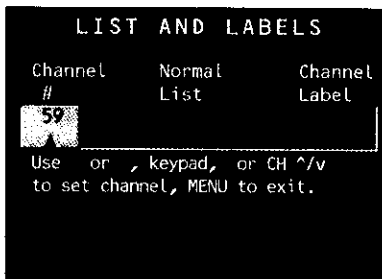 LIST AND LABELS
Channel Normal Channel
# List Label
59
Use or , keypad, or CH ^/v
to set channel, MENU to exit.